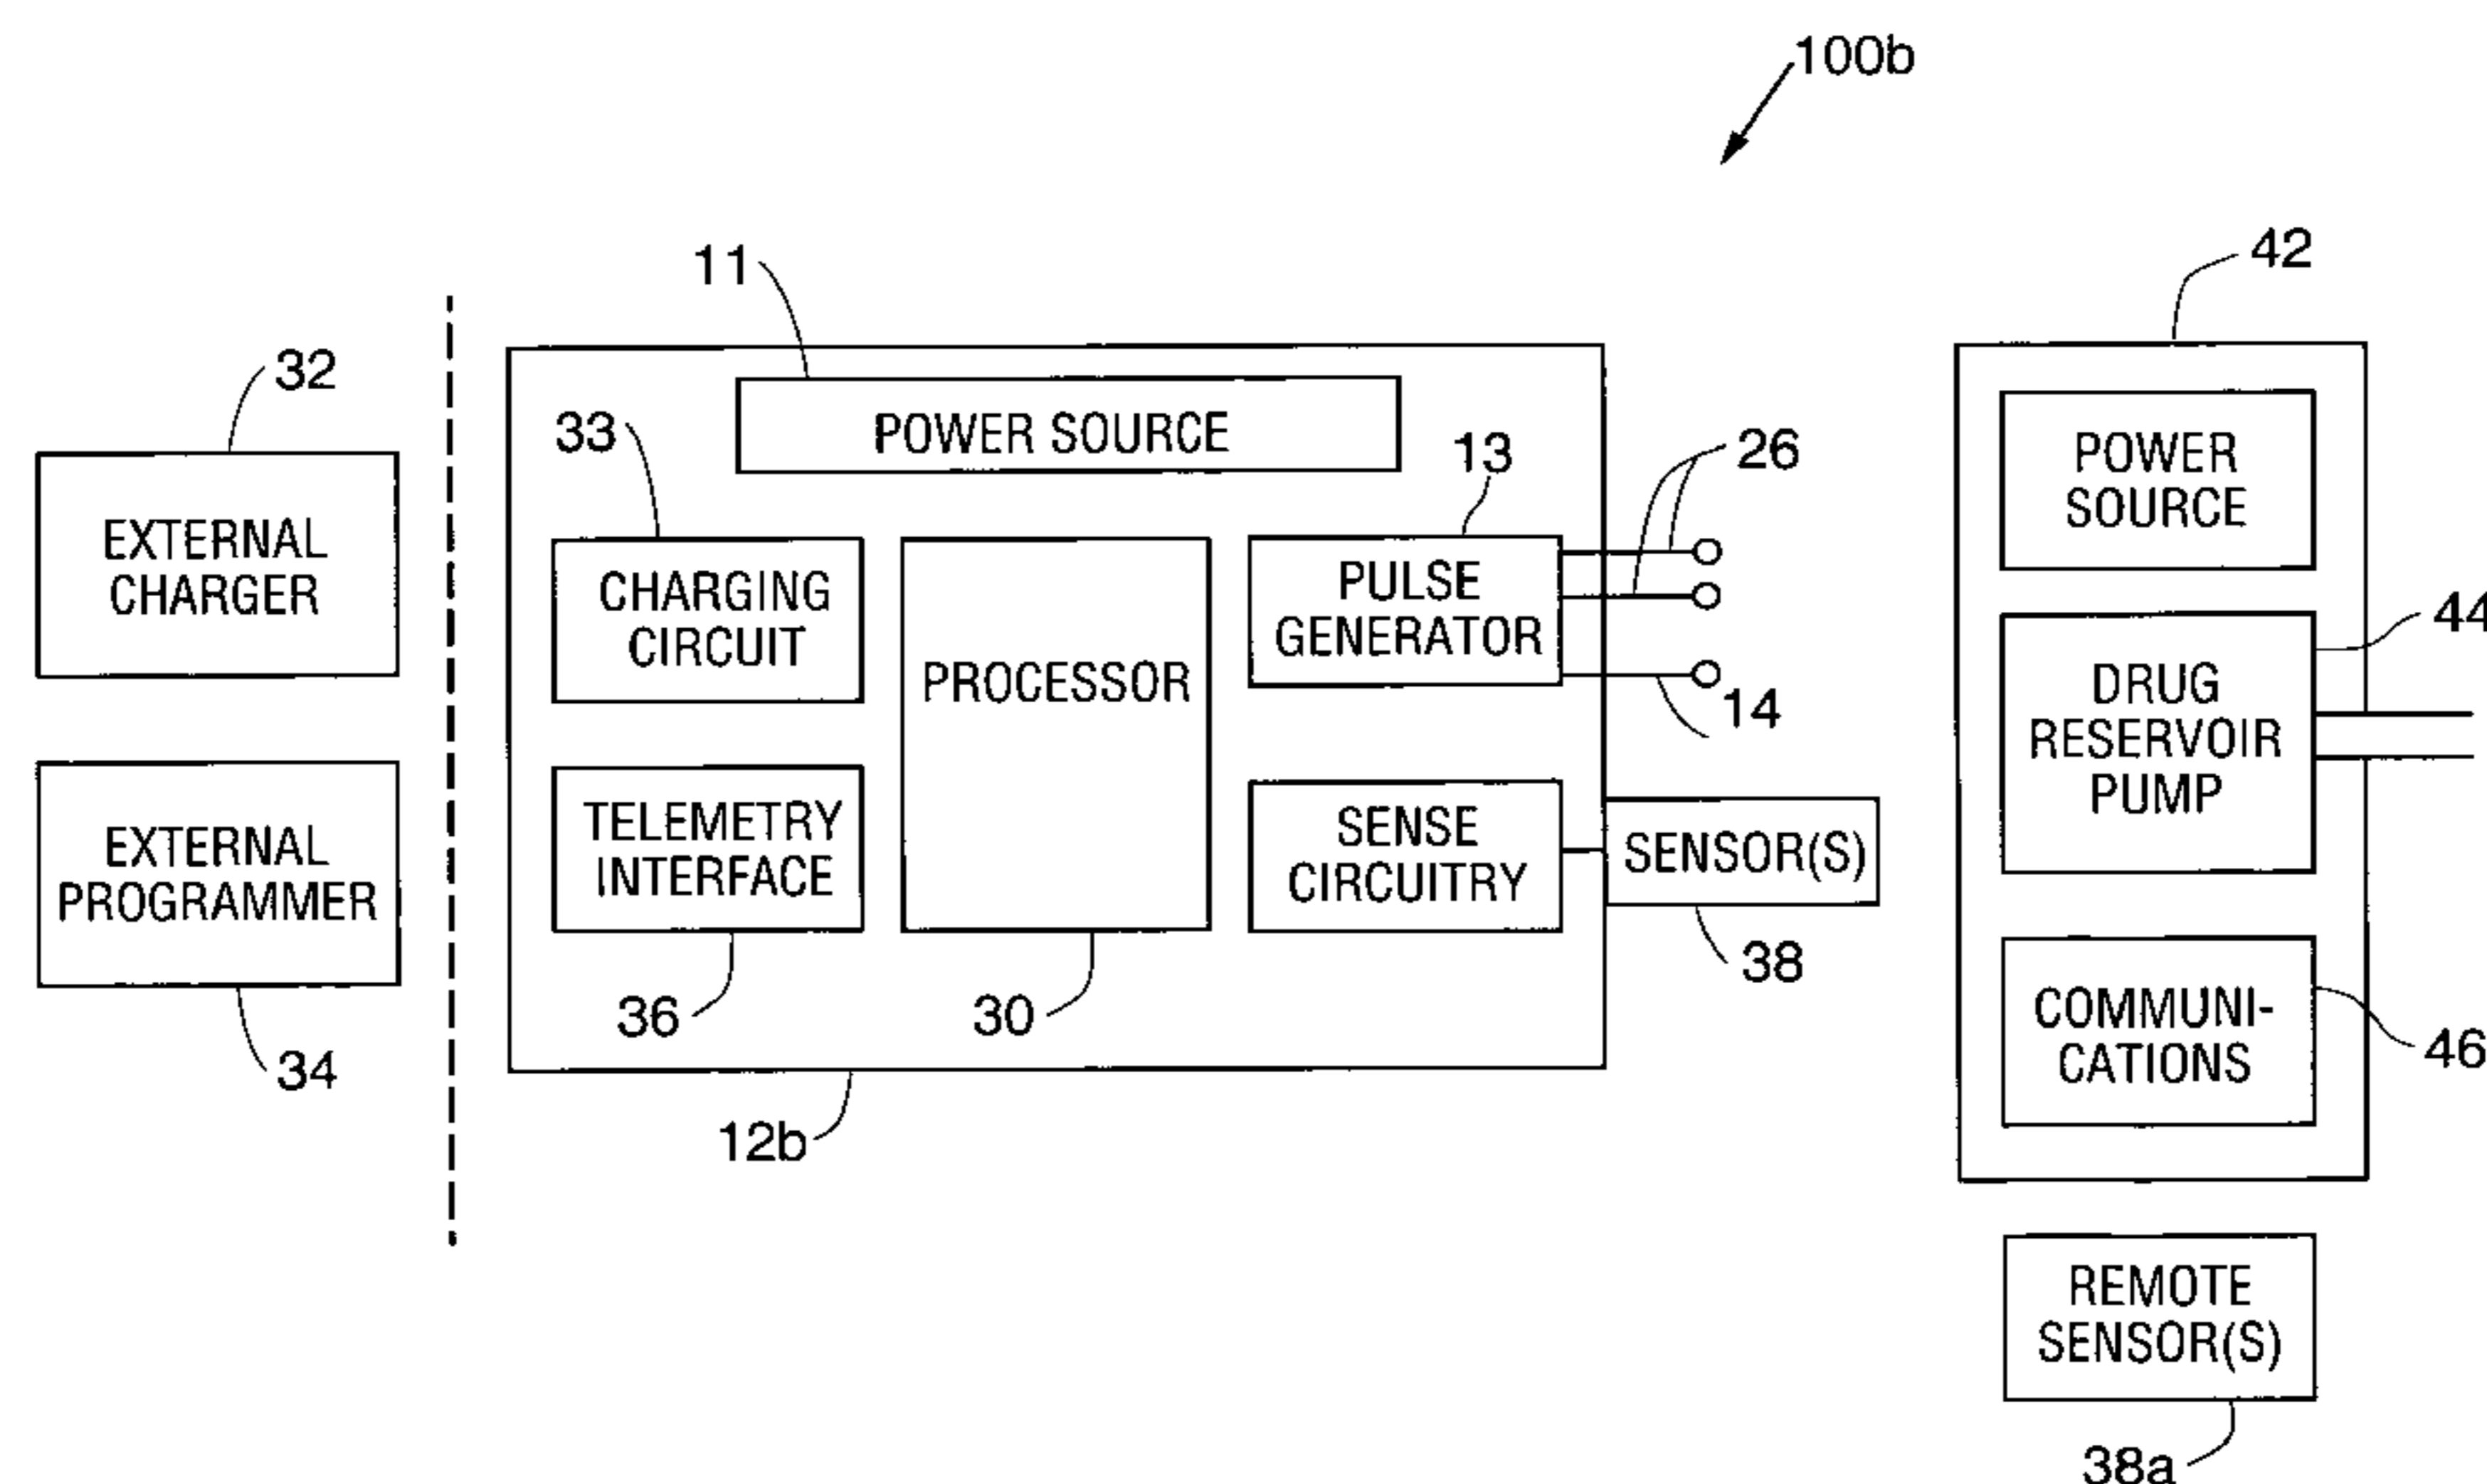 100b
42
11
32
POWER SOURCE
33
13
26
POWER
SOURCE
EXTERNAL
CHARGER
CHARGING
CIRCUIT
PROCESSOR
PULSE
GENERATOR
14
44
DRUG
RESERVOIR
PUMP
EXTERNAL
PROGRAMMER
TELEMETRY
INTERFACE
SENSE
CIRCUITRY
SENSOR(S)
38
36
30
34
12b
COMMUNI-
CATIONS
46
REMOTE
SENSOR(S)
38a